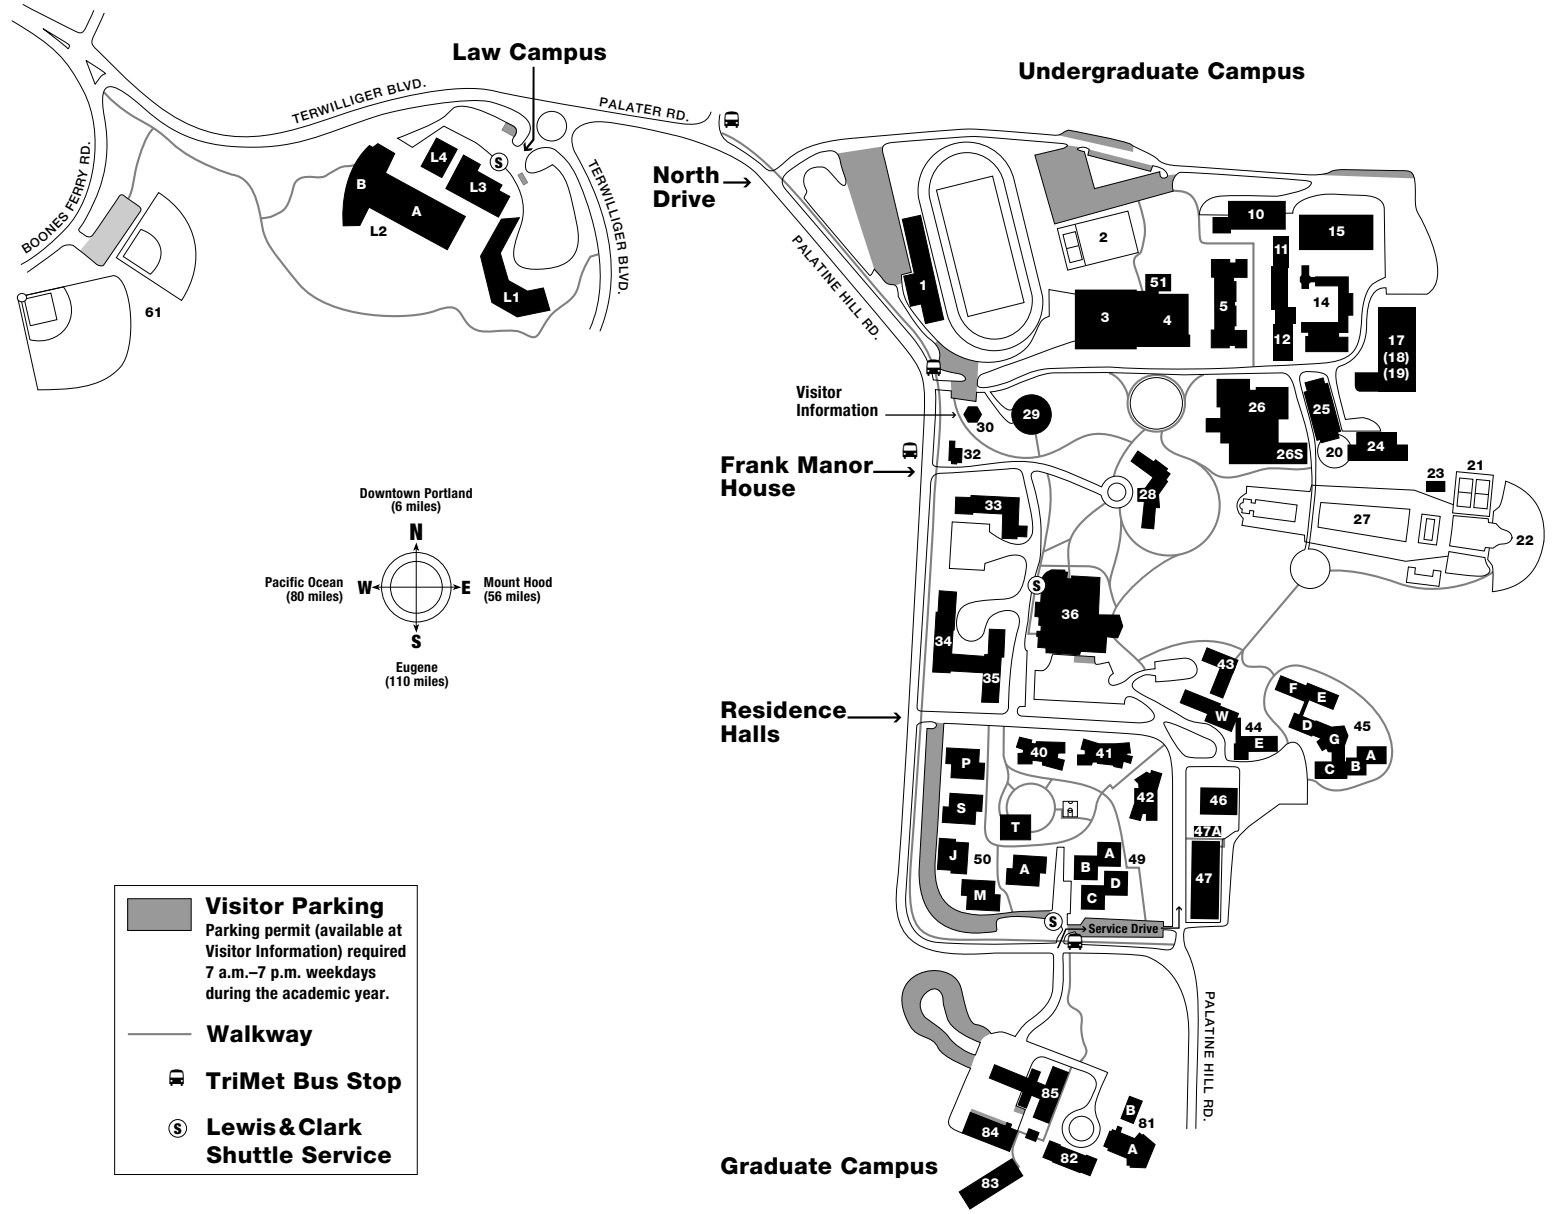 Law Campus
Undergraduate Campus
TERWILLIGER BLVD.
PALATER RD.
BOONES FERRY RD.
TERWILLIGER BLVD.
North
Drive
PALATINE HILL RD.
L4
L3
S
B
A
L2
L1
61
1
2
51
3
4
5
10
11
15
14
12
17
(18)
(19)
Visitor
Information
30
29
32
26
26S
25
20
24
23
21
22
27
28
Frank Manor
House
33
S
36
34
35
Downtown Portland
(6 miles)
N
Pacific Ocean
(80 miles)
W
E
Mount Hood
(56 miles)
S
Eugene
(110 miles)
Residence
Halls
43
W
44
E
F
E
D
G
45
A
B
C
40
41
42
46
47A
47
P
S
T
J
50
A
M
A
B
49
D
C
S
Service Drive
PALATINE HILL RD.
85
84
83
82
B
81
A
Graduate Campus
Visitor Parking
Parking permit (available at
Visitor Information) required
7 a.m.–7 p.m. weekdays
during the academic year.
Walkway
TriMet Bus Stop
S
Lewis & Clark
Shuttle Service